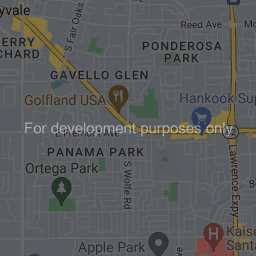 yvale
S Fair Oaks
Reed Ave
ERRY
CHARD
PONDEROSA
PARK
GAVELLO GLEN
Golfland USA
Hankook Sup
For development purposes only
PANAMA PARK
Ortega Park
S Wolfe Rd
Lawrence Expy
Apple Park
H
Kaise
Santa